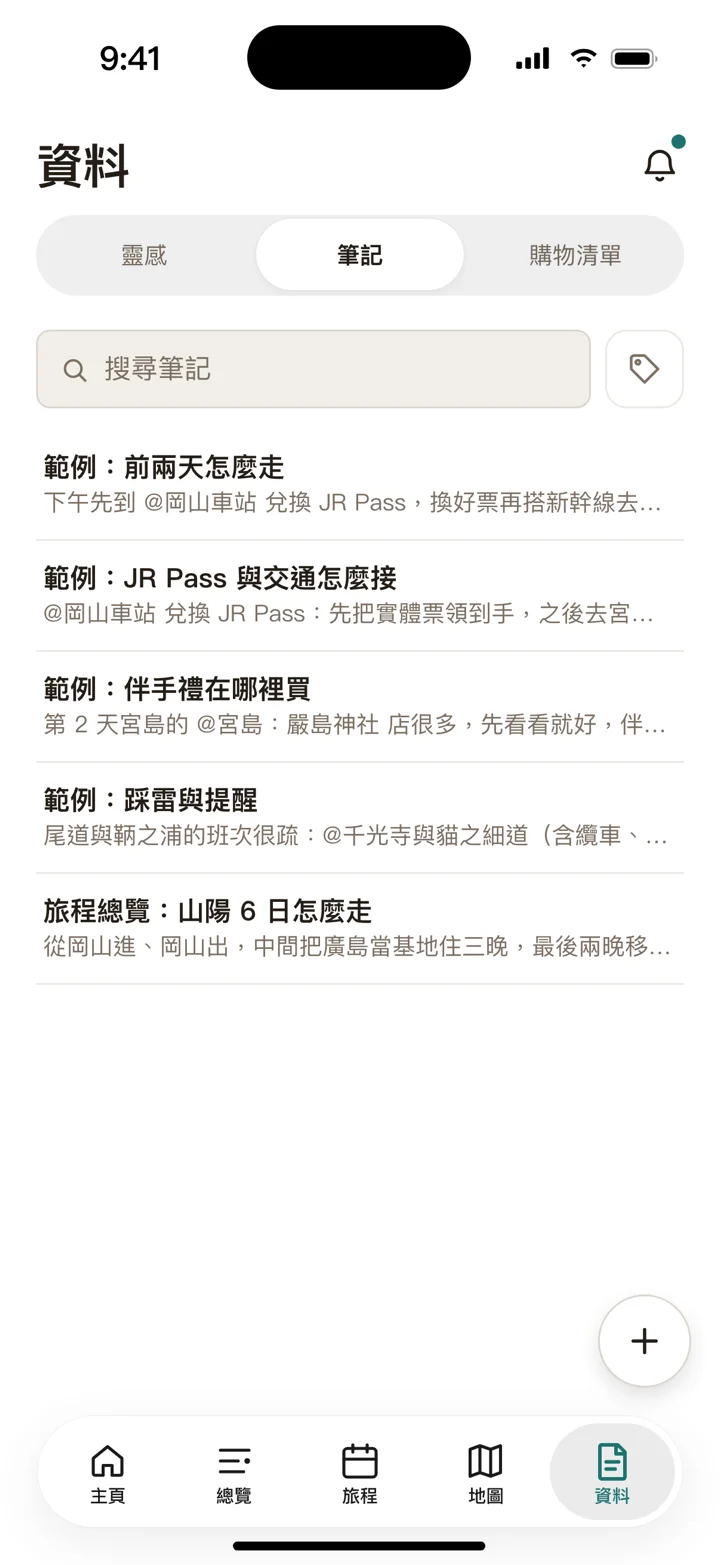 9:41
資料
靈感
筆記
購物清單
搜尋筆記
範例：前兩天怎麼走
下午先到 @岡山車站 兌換 JR Pass，換好票再搭新幹線去…
範例：JR Pass 與交通怎麼接
@岡山車站 兌換 JR Pass：先把實體票領到手，之後去宮…
範例：伴手禮在哪裡買
第 2 天宮島的 @宮島：嚴島神社 店很多，先看看就好，伴…
範例：踩雷與提醒
尾道與鞆之浦的班次很疏：@千光寺與貓之細道（含纜車、…
旅程總覽：山陽 6 日怎麼走
從岡山進、岡山出，中間把廣島當基地住三晚，最後兩晚移…
主頁
總覽
旅程
地圖
資料